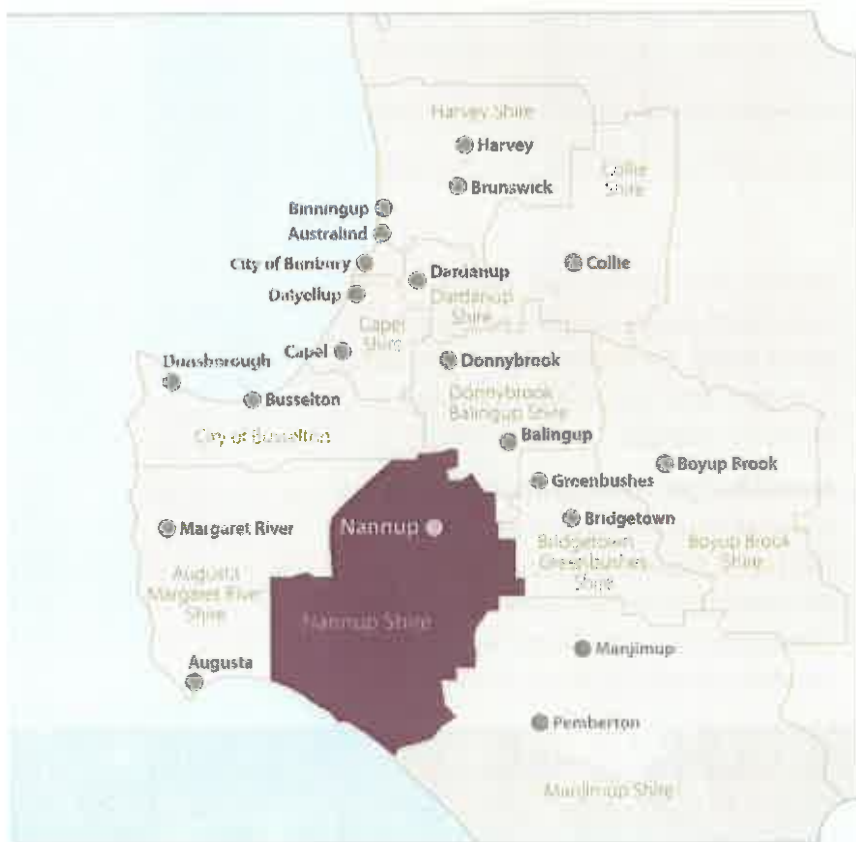 Harvey Shire
Harvey
Collie
Shire
Brunswick
Binningup
Australind
City of Bunbury
Collie
Dardanup
Dalyellup
Dardanup
Shire
Capel
Shire
Capel
Dunsborough
Donnybrook
Busselton
Donnybrook
Balingup Shire
City of Busselton
Balingup
Boyup Brook
Greenbushes
Margaret River
Nannup
Bridgetown
Bridgetown
Greenbushes
Shire
Boyup Brook
Shire
Augusta
Margaret River
Shire
Nannup Shire
Manjimup
Augusta
Pemberton
Manjimup Shire